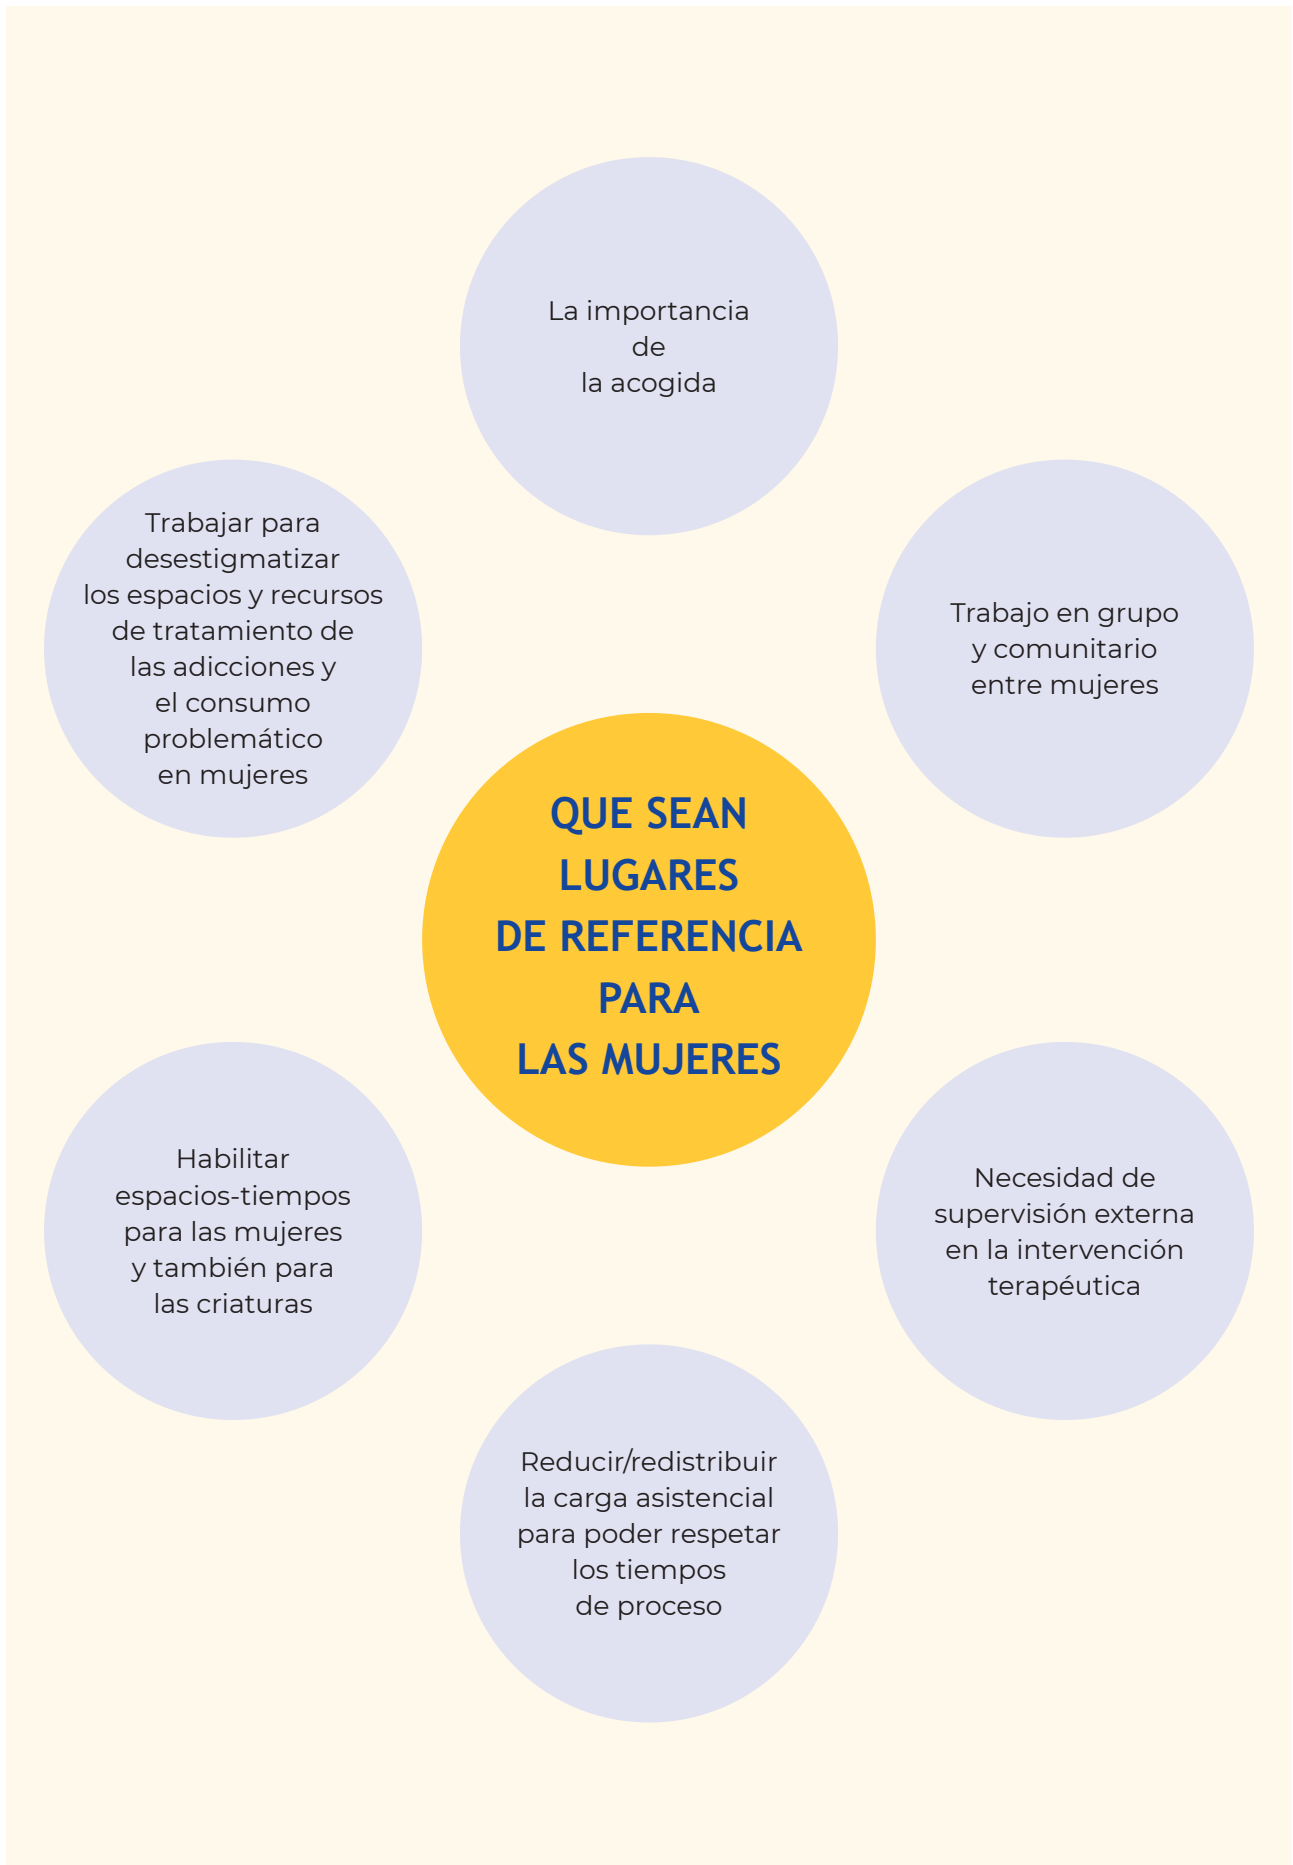 La importancia
de
la acogida
Trabajar para
desestigmatizar
los espacios y recursos
de tratamiento de
las adicciones y
el consumo
problemático
en mujeres
Trabajo en grupo
y comunitario
entre mujeres
QUE SEAN
LUGARES
DE REFERENCIA
PARA
LAS MUJERES
Habilitar
espacios-tiempos
para las mujeres
y también para
las criaturas
Necesidad de
supervisión externa
en la intervención
terapéutica
Reducir/redistribuir
la carga asistencial
para poder respetar
los tiempos
de proceso